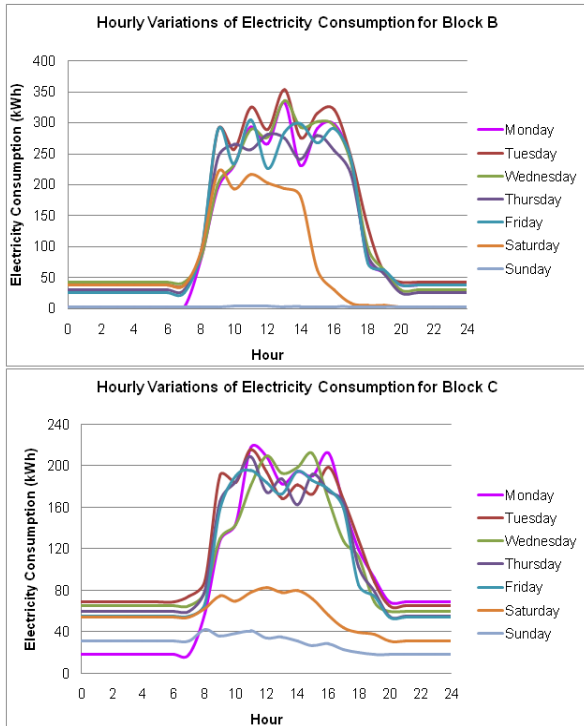 Hourly Variations of Electricity Consumption for Block B
Electricity Consumption (kWh)
400
350
300
250
200
150
100
50
0
0 2 4 6 8 10 12 14 16 18 20 22 24
Hour
Monday
Tuesday
Wednesday
Thursday
Friday
Saturday
Sunday
Hourly Variations of Electricity Consumption for Block C
Electricity Consumption (kWh)
240
200
160
120
80
40
0
0 2 4 6 8 10 12 14 16 18 20 22 24
Hour
Monday
Tuesday
Wednesday
Thursday
Friday
Saturday
Sunday